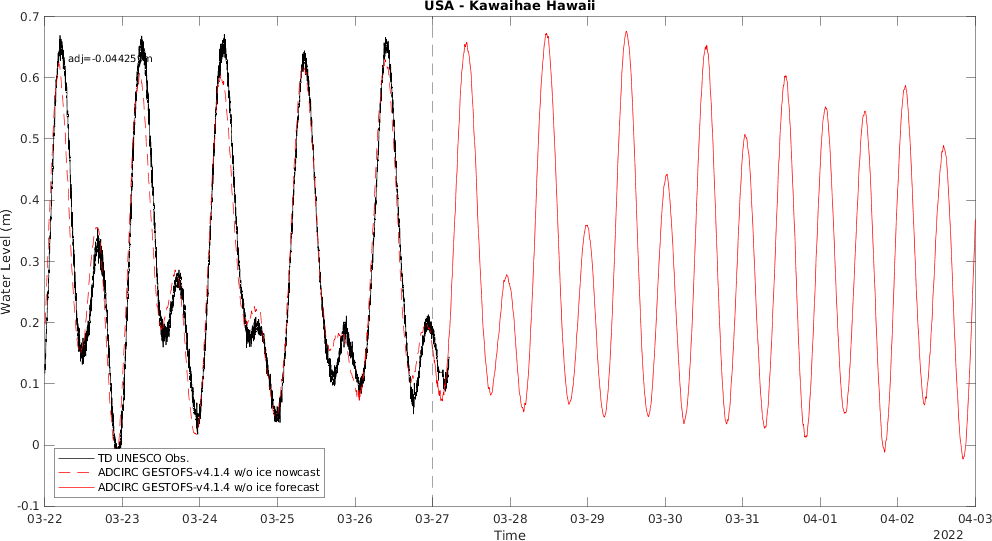 USA - Kawaihae Hawaii
0.7
adj=-0.04425 m
0.6
0.5
0.4
0.3
0.2
0.1
0
-0.1
Water Level (m)
TD UNESCO Obs.
ADCIRC GESTOFS-v4.1.4 w/o ice nowcast
ADCIRC GESTOFS-v4.1.4 w/o ice forecast
03-22 03-23 03-24 03-25 03-26 03-27 03-28 03-29 03-30 03-31 04-01 04-02 04-03
Time
2022